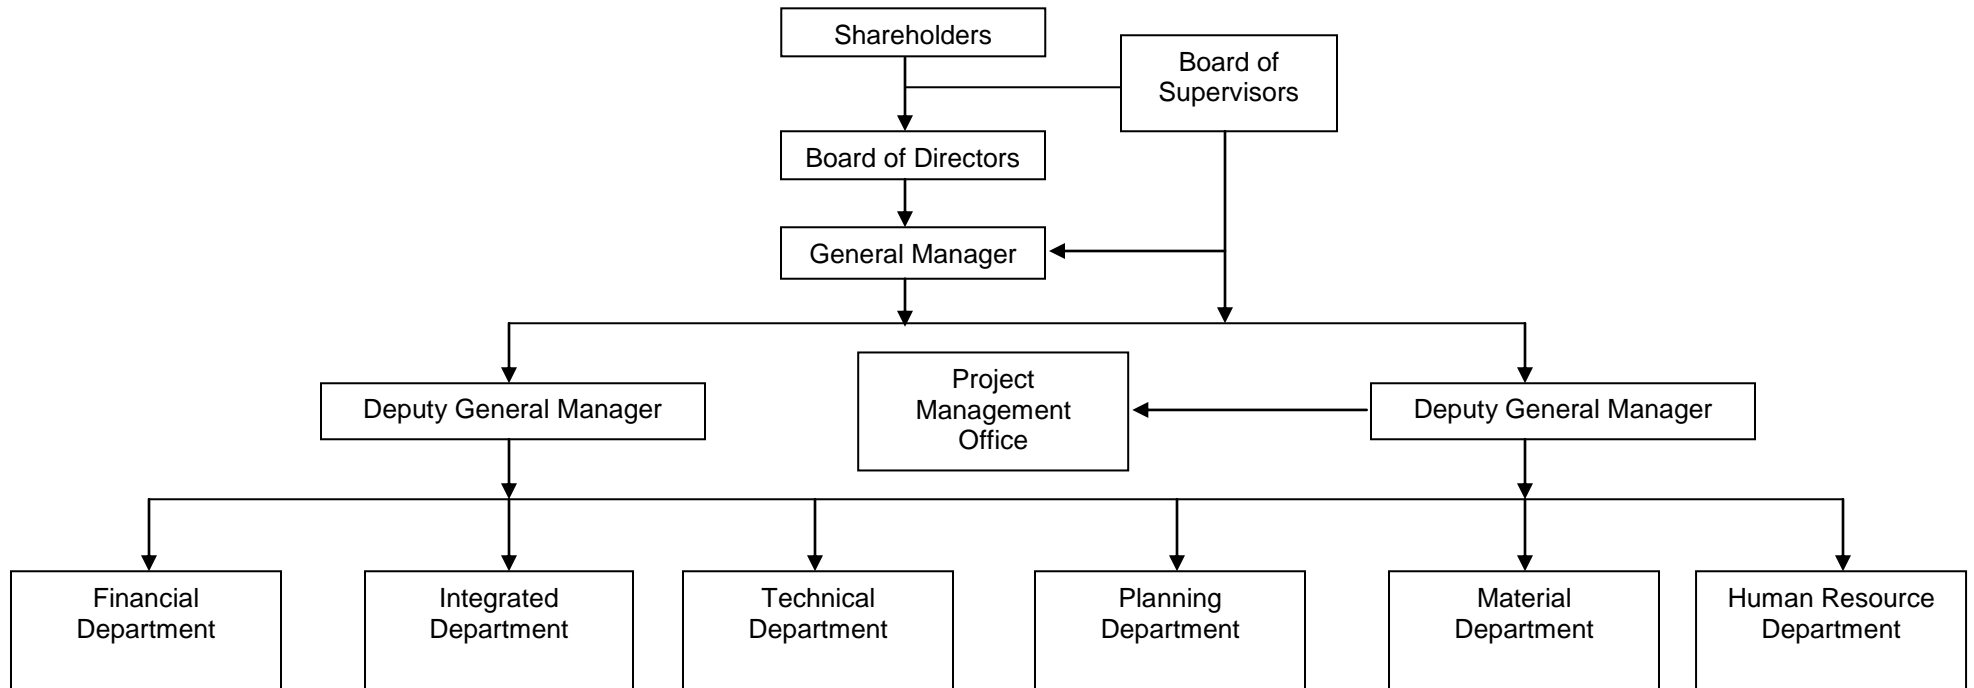 Shareholders
Board of
Supervisors
Board of Directors
General Manager
Deputy General Manager
Project
Management
Office
Deputy General Manager
Financial
Department
Integrated
Department
Technical
Department
Planning
Department
Material
Department
Human Resource
Department